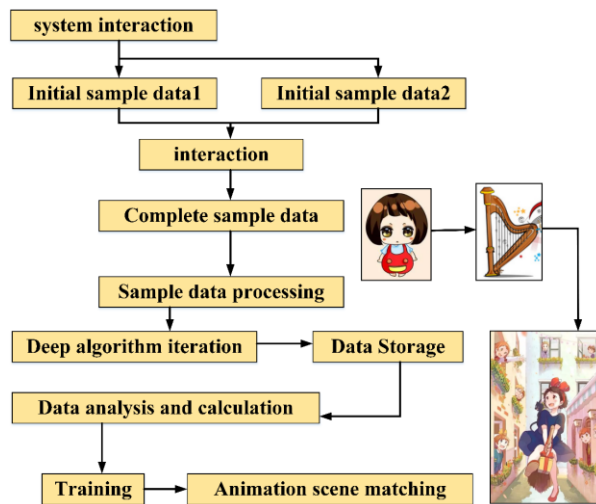 system interaction
Initial sample data1
Initial sample data2
interaction
Complete sample data
Sample data processing
Deep algorithm iteration
Data Storage
Data analysis and calculation
Training
Animation scene matching